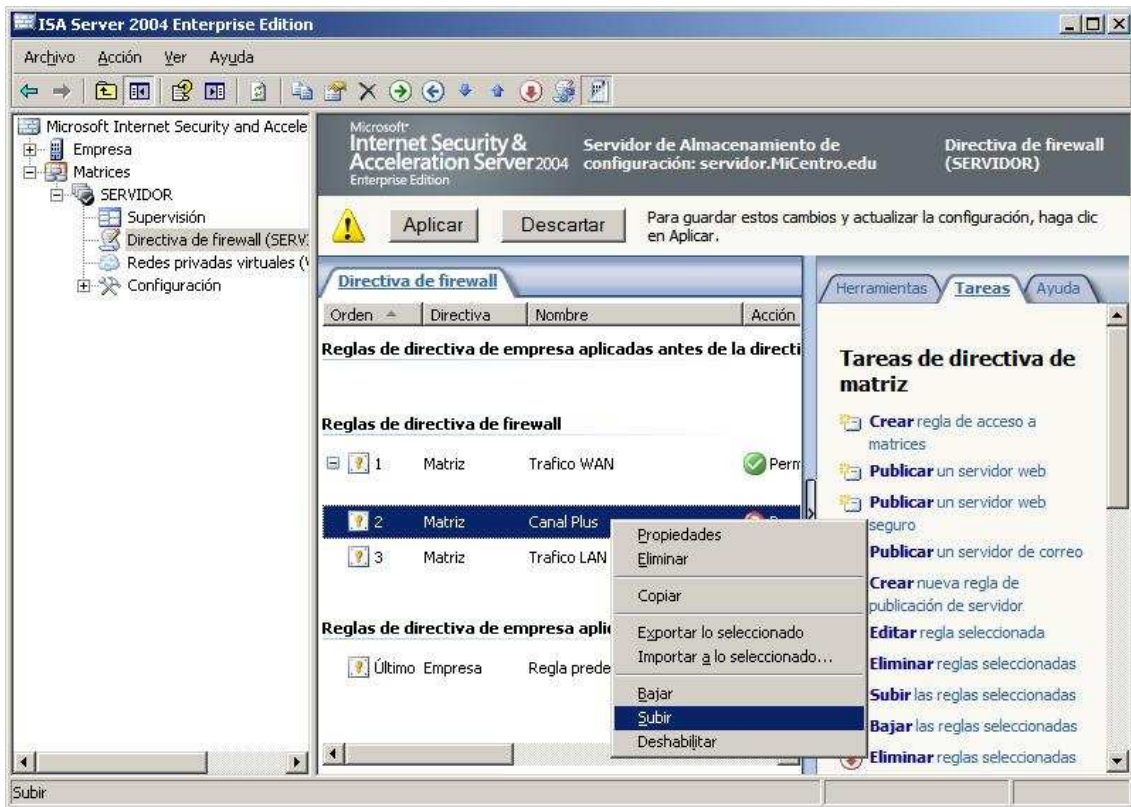 ISA Server 2004 Enterprise Edition
Archivo Acción Ver Ayuda
Microsoft Internet Security and Accele
Empresa
Matrices
SERVIDOR
Supervisión
Directiva de firewall (SERV
Redes privadas virtuales (
Configuración
Microsoft
Internet Security &
Acceleration Server 2004
Enterprise Edition
Servidor de Almacenamiento de
configuración: servidor.MiCentro.edu
Directiva de firewall
(SERVIDOR)
Aplicar Descartar
Para guardar estos cambios y actualizar la configuración, haga clic
en Aplicar.
Directiva de firewall
Orden Directiva Nombre Acción
Reglas de directiva de empresa aplicadas antes de la directi
Reglas de directiva de firewall
1 Matriz Trafico WAN Perm
2 Matriz Canal Plus
3 Matriz Trafico LAN
Reglas de directiva de empresa apli
Último Empresa Regla prede
Propiedades
Eliminar
Copiar
Exportar lo seleccionado
Importar a lo seleccionado...
Bajar
Subir
Deshabilitar
Herramientas Tareas Ayuda
Tareas de directiva de
matriz
Crear regla de acceso a
matrices
Publicar un servidor web
Publicar un servidor web
seguro
Publicar un servidor de correo
Crear nueva regla de
publicación de servidor
Editar regla seleccionada
Eliminar reglas seleccionadas
Subir las reglas seleccionadas
Bajar las reglas seleccionadas
Eliminar reglas seleccionadas
Subir